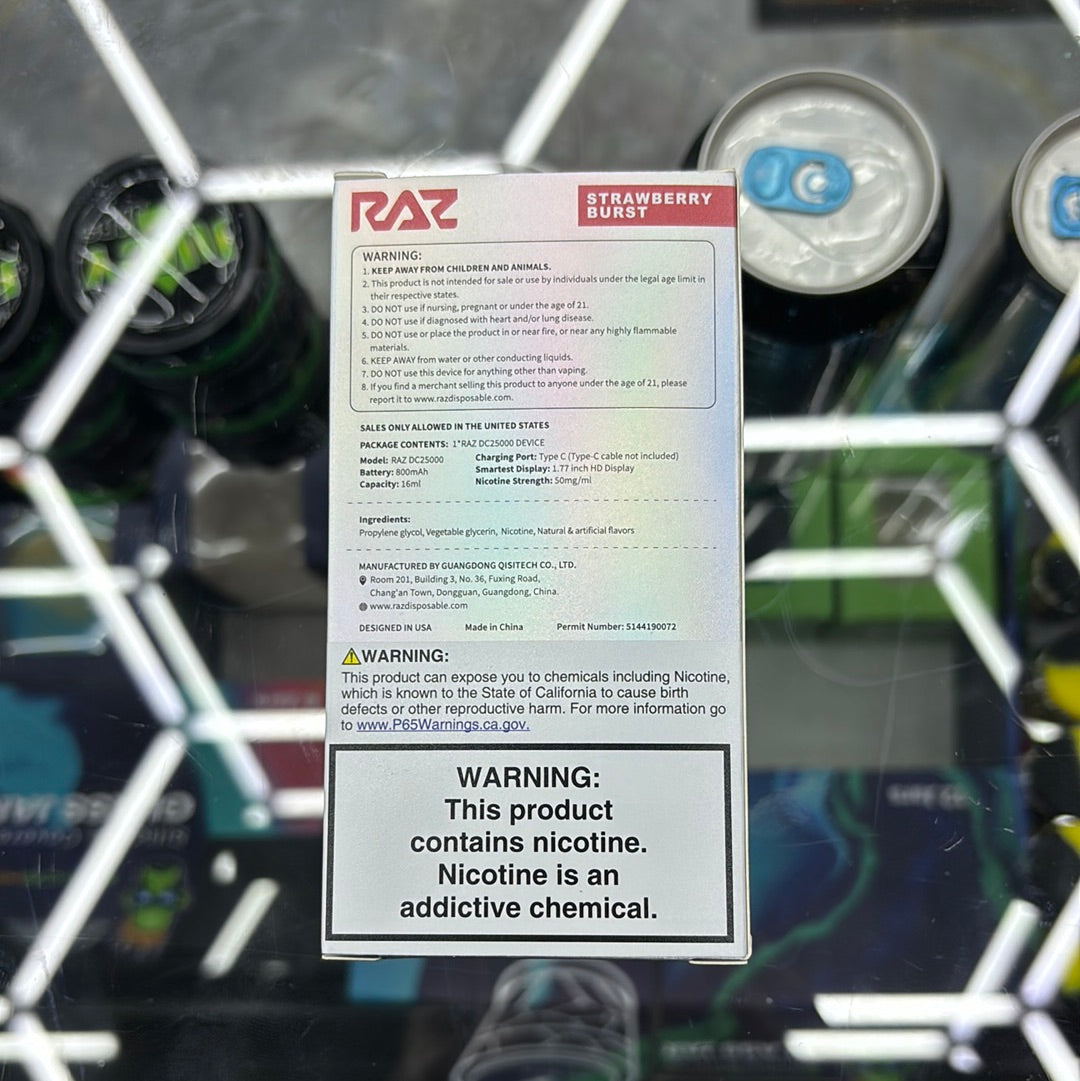 RAZ
STRAWBERRY
BURST
WARNING:
1. KEEP AWAY FROM CHILDREN AND ANIMALS.
2. This product is not intended for sale or use by individuals under the legal age limit in
their respective states.
3. DO NOT use if nursing, pregnant or under the age of 21.
4. DO NOT use if diagnosed with heart and/or lung disease.
5. DO NOT use or place the product in or near fire, or near any highly flammable
materials.
6. KEEP AWAY from water or other conducting liquids.
7. DO NOT use this device for anything other than vaping.
8. If you find a merchant selling this product to anyone under the age of 21, please
report it to www.razdisposable.com.
SALES ONLY ALLOWED IN THE UNITED STATES
PACKAGE CONTENTS: 1*RAZ DC25000 DEVICE
Model: RAZ DC25000
Battery: 800mAh
Capacity: 16ml
Charging Port: Type C (Type-C cable not included)
Smartest Display: 1.77 inch HD Display
Nicotine Strength: 50mg/ml
Ingredients:
Propylene glycol, Vegetable glycerin, Nicotine, Natural & artificial flavors
MANUFACTURED BY GUANGDONG QISITECH CO., LTD.
Room 201, Building 3, No. 36, Fuxing Road,
Chang'an Town, Dongguan, Guangdong, China.
www.razdisposable.com
DESIGNED IN USA Made in China Permit Number: 5144190072
WARNING:
This product can expose you to chemicals including Nicotine,
which is known to the State of California to cause birth
defects or other reproductive harm. For more information go
to www.P65Warnings.ca.gov.
WARNING:
This product
contains nicotine.
Nicotine is an
addictive chemical.